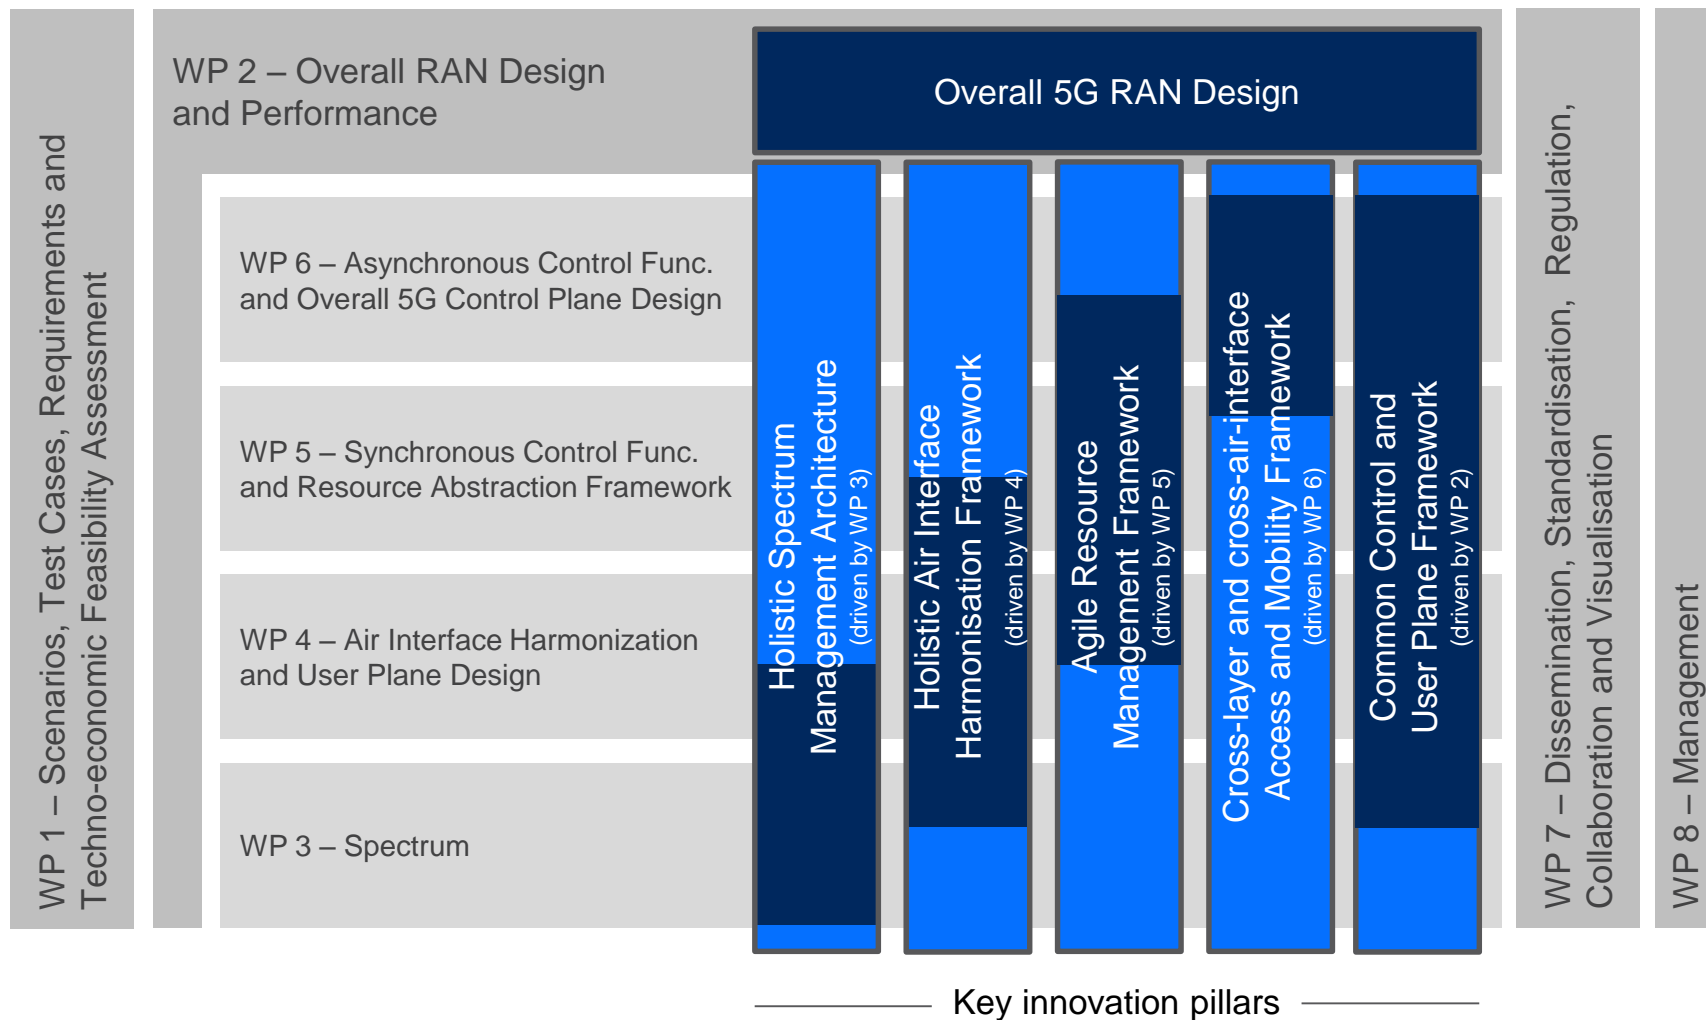 WP 1 – Scenarios, Test Cases, Requirements and
Techno-economic Feasibility Assessment
WP 2 – Overall RAN Design
and Performance
Overall 5G RAN Design
WP 6 – Asynchronous Control Func.
and Overall 5G Control Plane Design
WP 5 – Synchronous Control Func.
and Resource Abstraction Framework
WP 4 – Air Interface Harmonization
and User Plane Design
WP 3 – Spectrum
Holistic Spectrum
Management Architecture
(driven by WP 3)
Holistic Air Interface
Harmonisation Framework
(driven by WP 4)
Agile Resource
Management Framework
(driven by WP 5)
Cross-layer and cross-air-interface
Access and Mobility Framework
(driven by WP 6)
Common Control and
User Plane Framework
(driven by WP 2)
WP 7 – Dissemination, Standardisation, Regulation,
Collaboration and Visualisation
WP 8 – Management
Key innovation pillars